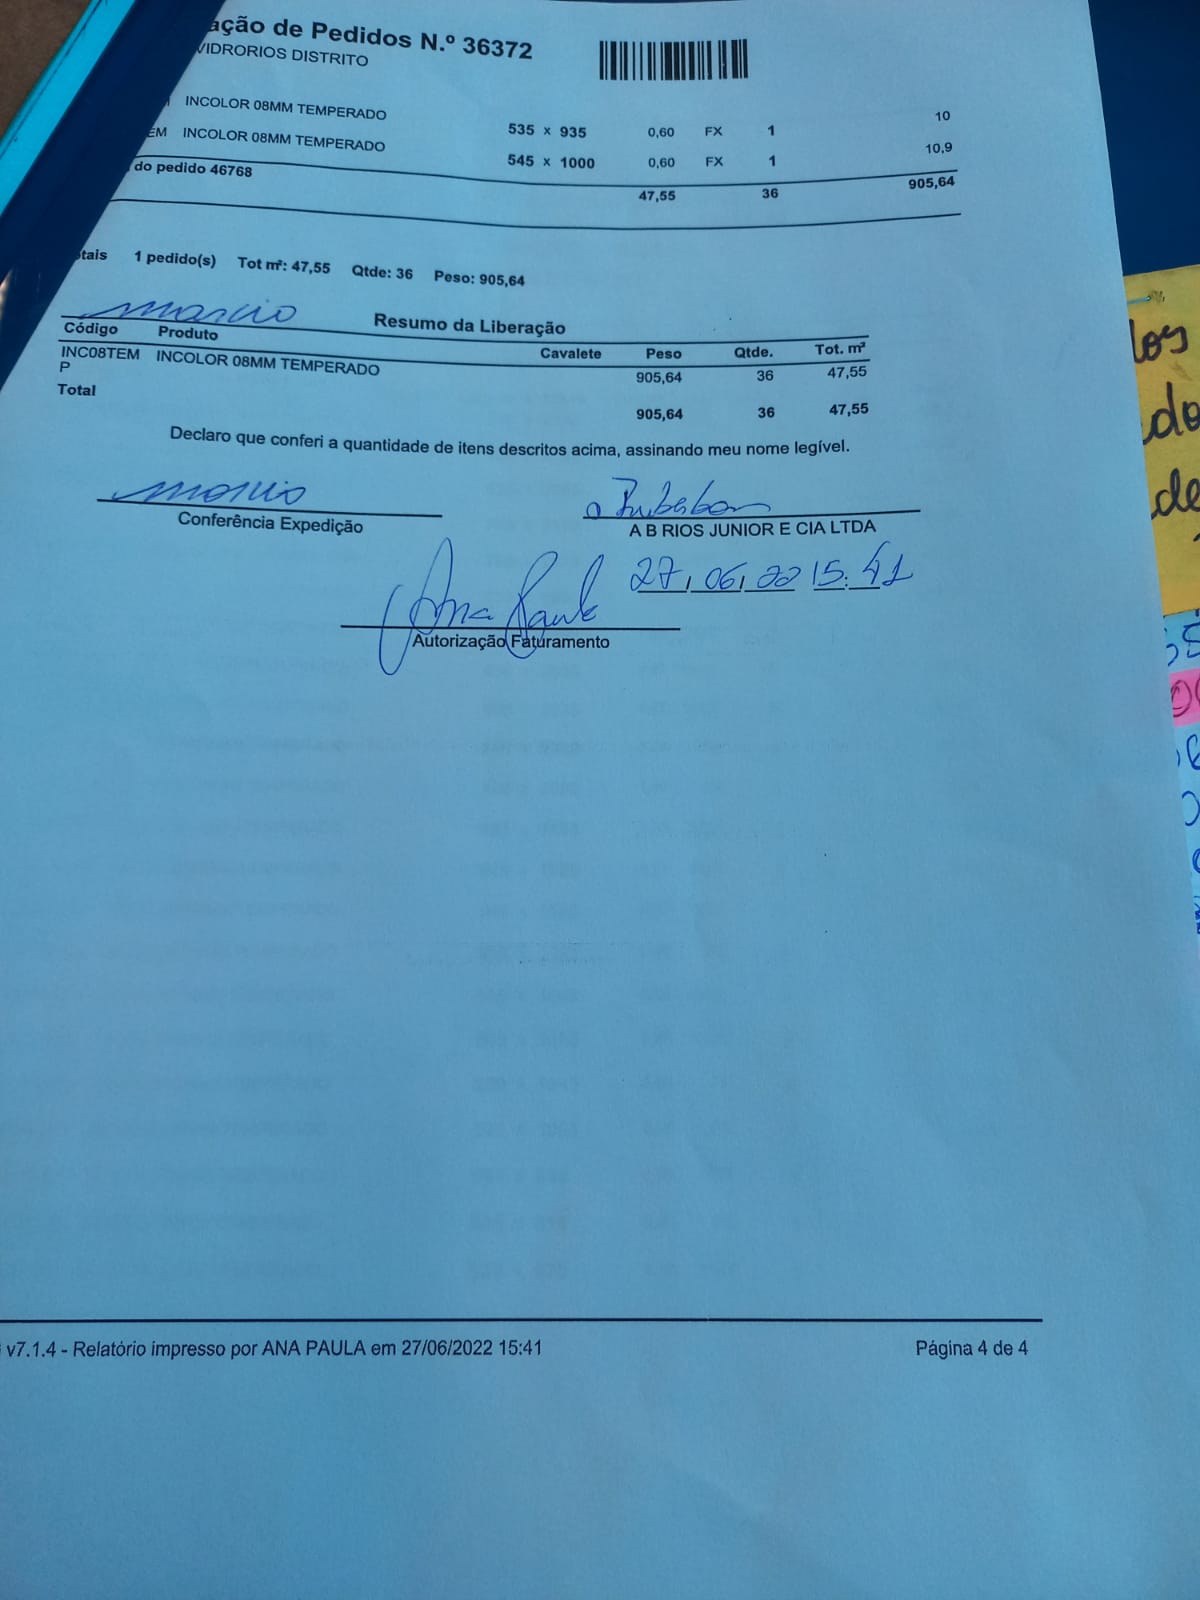 ação de Pedidos N.º 36372
VIDRORIOS DISTRITO
INCOLOR 08MM TEMPERADO 535 x 935 0,60 FX 1 10
EM INCOLOR 08MM TEMPERADO 545 x 1000 0,60 FX 1 10,9
do pedido 46768 47,55 36 905,64
tais 1 pedido(s) Tot m²: 47,55 Qtde: 36 Peso: 905,64
marcio Resumo da Liberação
Código Produto Cavalete Peso Qtde. Tot. m²
INC08TEM INCOLOR 08MM TEMPERADO 905,64 36 47,55
P
Total 905,64 36 47,55
Declaro que conferi a quantidade de itens descritos acima, assinando meu nome legível.
Conferência Expedição
A B RIOS JUNIOR E CIA LTDA
27,06,22 15:41
Ana Paula
Autorização Faturamento
los
do
de
v7.1.4 - Relatório impresso por ANA PAULA em 27/06/2022 15:41 Página 4 de 4